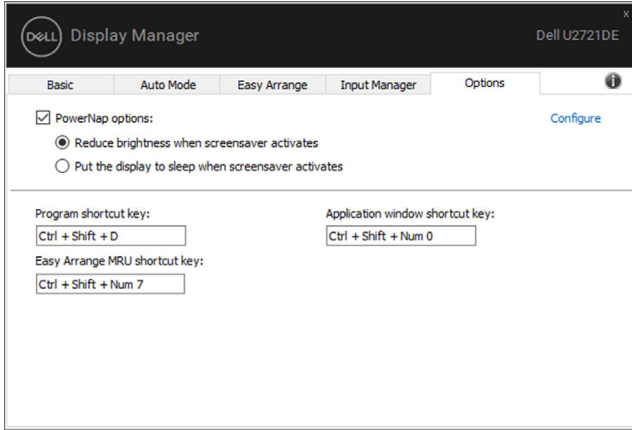 x
DELL Display Manager
Dell U2721DE
Basic Auto Mode Easy Arrange Input Manager Options
PowerNap options:
Configure
Reduce brightness when screensaver activates
Put the display to sleep when screensaver activates
Program shortcut key:
Application window shortcut key:
Ctrl + Shift + D
Ctrl + Shift + Num 0
Easy Arrange MRU shortcut key:
Ctrl + Shift + Num 7